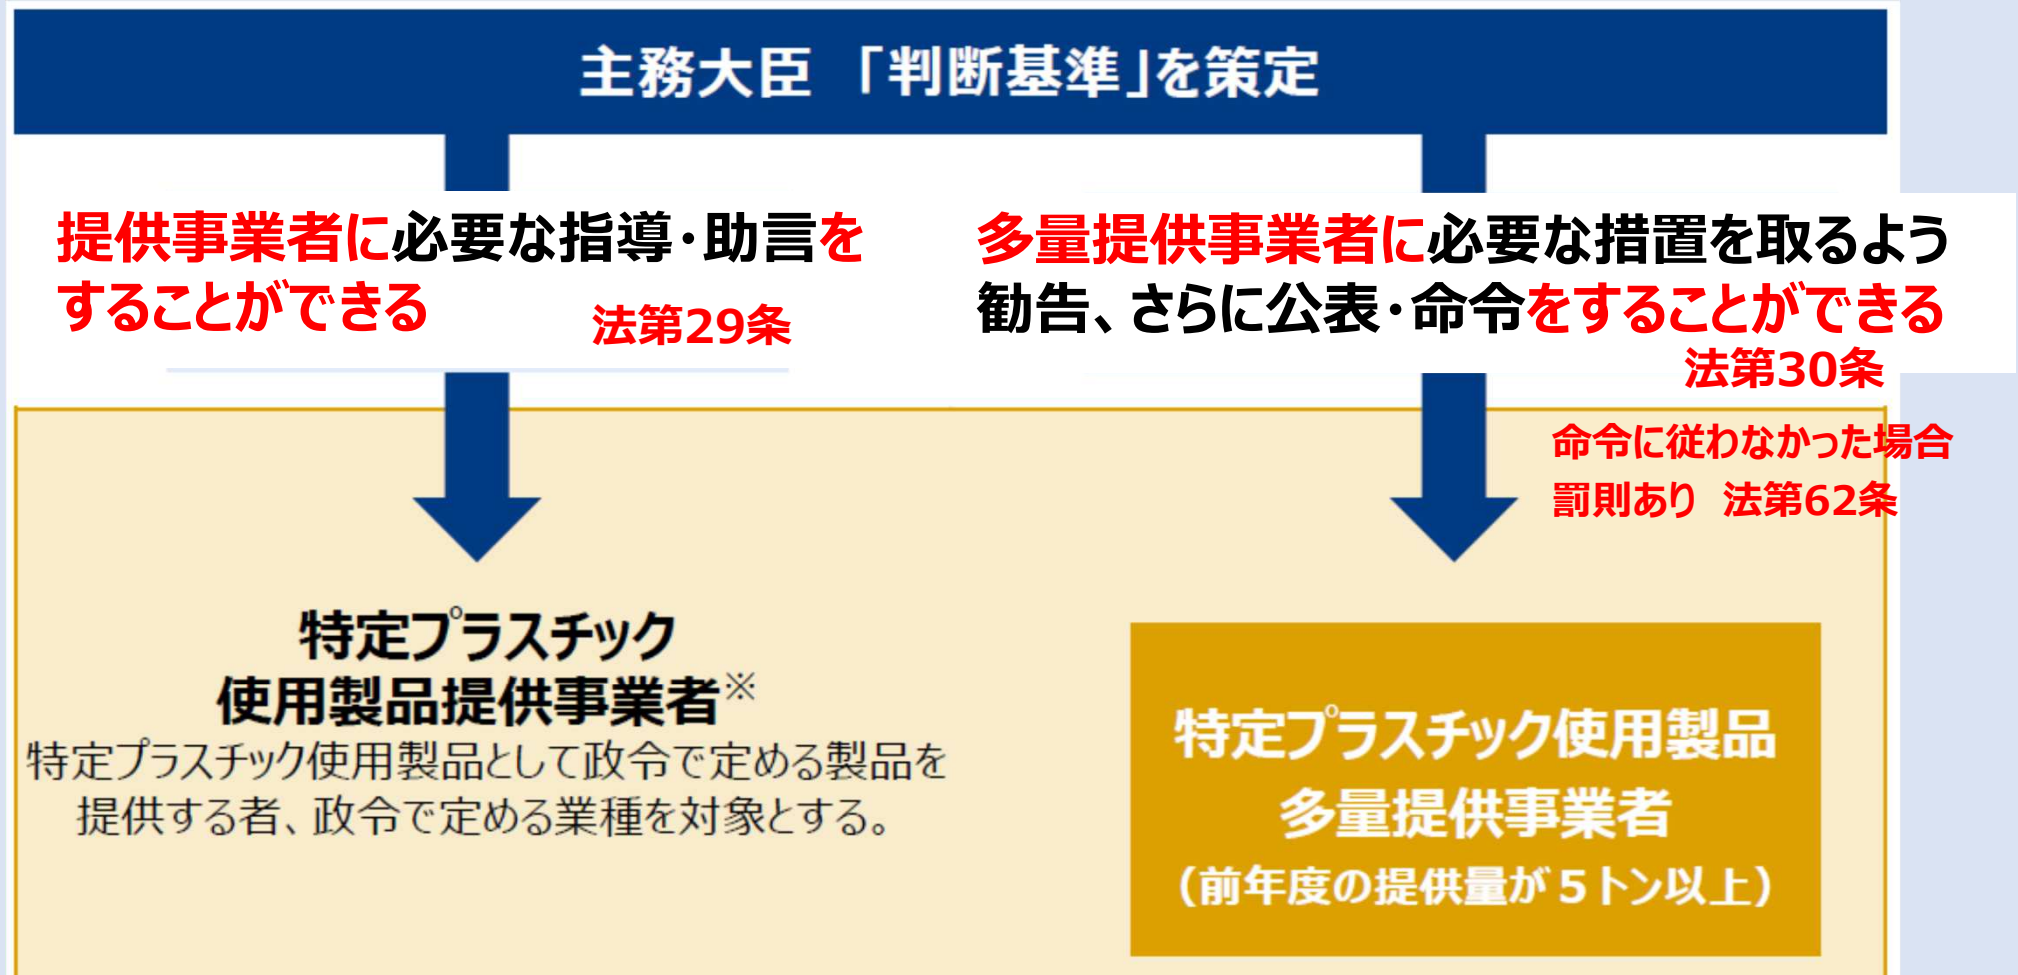 主務大臣 「判断基準」を策定
提供事業者に必要な指導・助言を
することができる
法第29条
多量提供事業者に必要な措置を取るよう
勧告、さらに公表・命令をすることができる
法第30条
命令に従わなかった場合
罰則あり 法第62条
特定プラスチック
使用製品提供事業者※
特定プラスチック使用製品として政令で定める製品を
提供する者、政令で定める業種を対象とする。
特定プラスチック使用製品
多量提供事業者
(前年度の提供量が5トン以上)